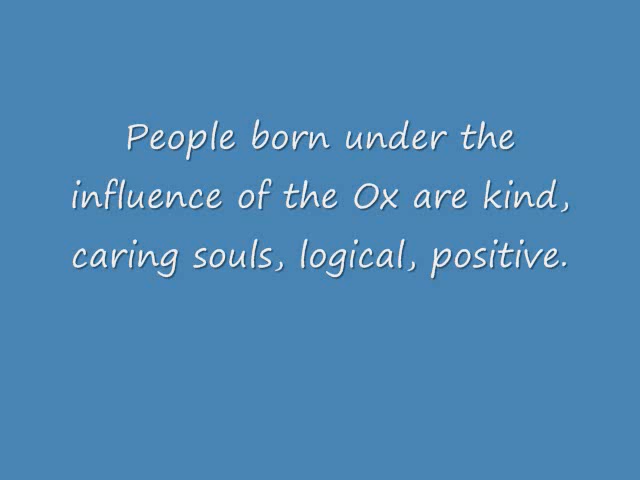 People born under the
influence of the Ox are kind,
caring souls, logical, positive.